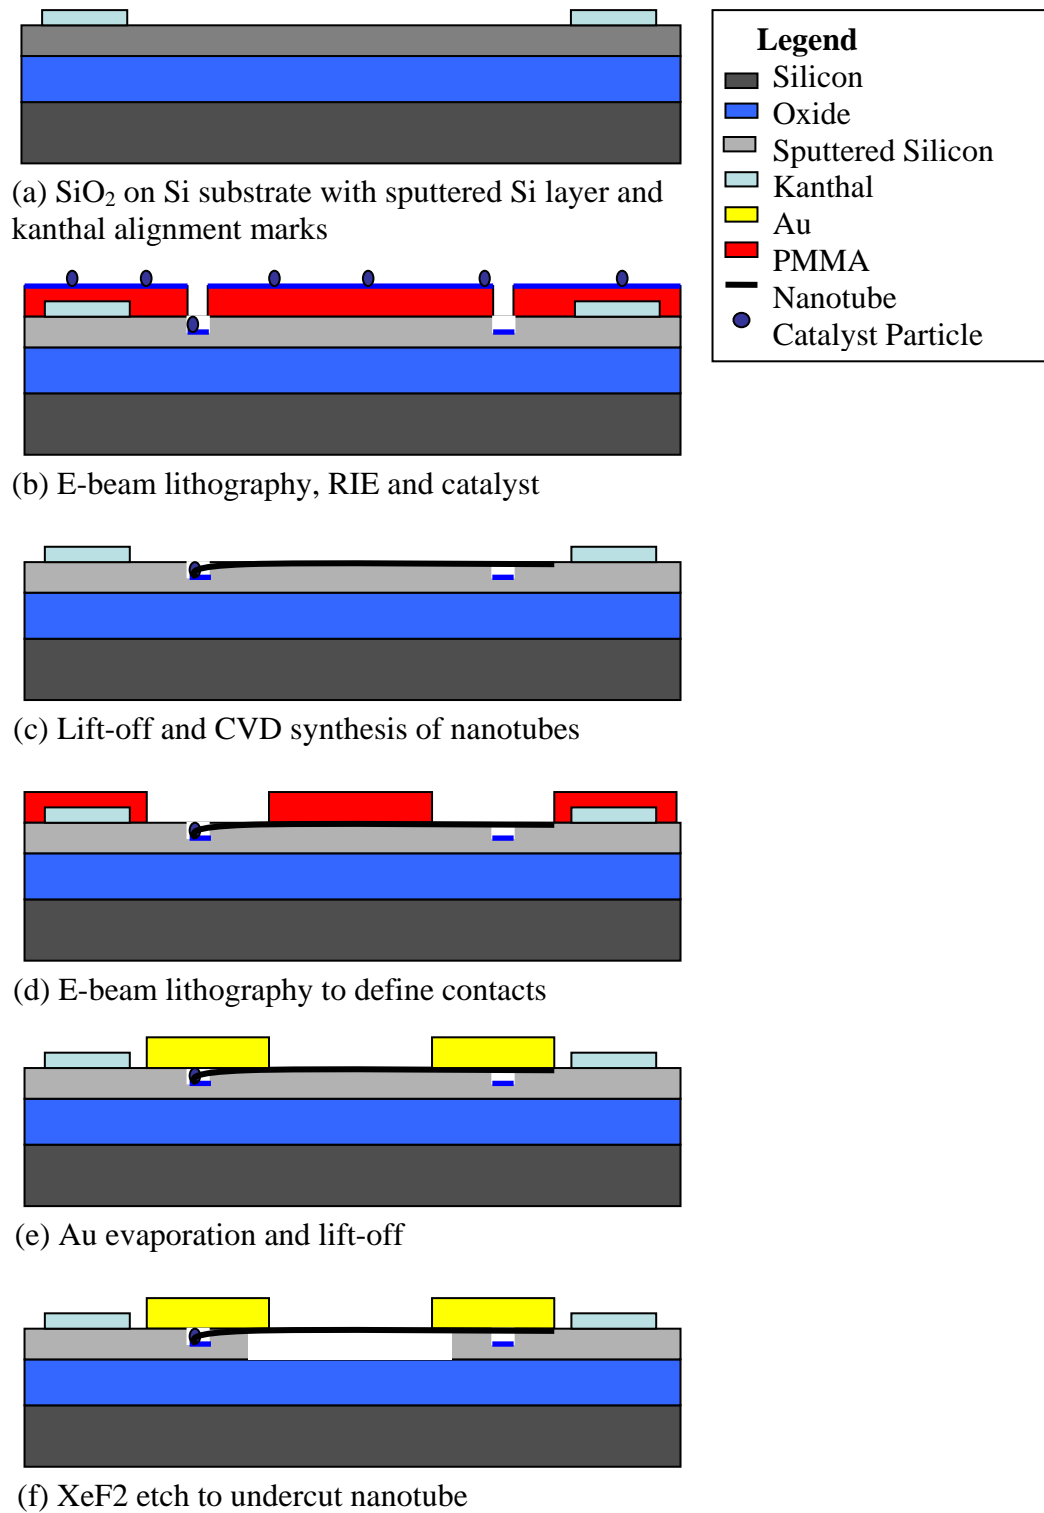 Legend
Silicon
Oxide
Sputtered Silicon
Kanthal
Au
PMMA
Nanotube
Catalyst Particle
(a) SiO₂ on Si substrate with sputtered Si layer and
kanthal alignment marks
(b) E-beam lithography, RIE and catalyst
(c) Lift-off and CVD synthesis of nanotubes
(d) E-beam lithography to define contacts
(e) Au evaporation and lift-off
(f) XeF2 etch to undercut nanotube